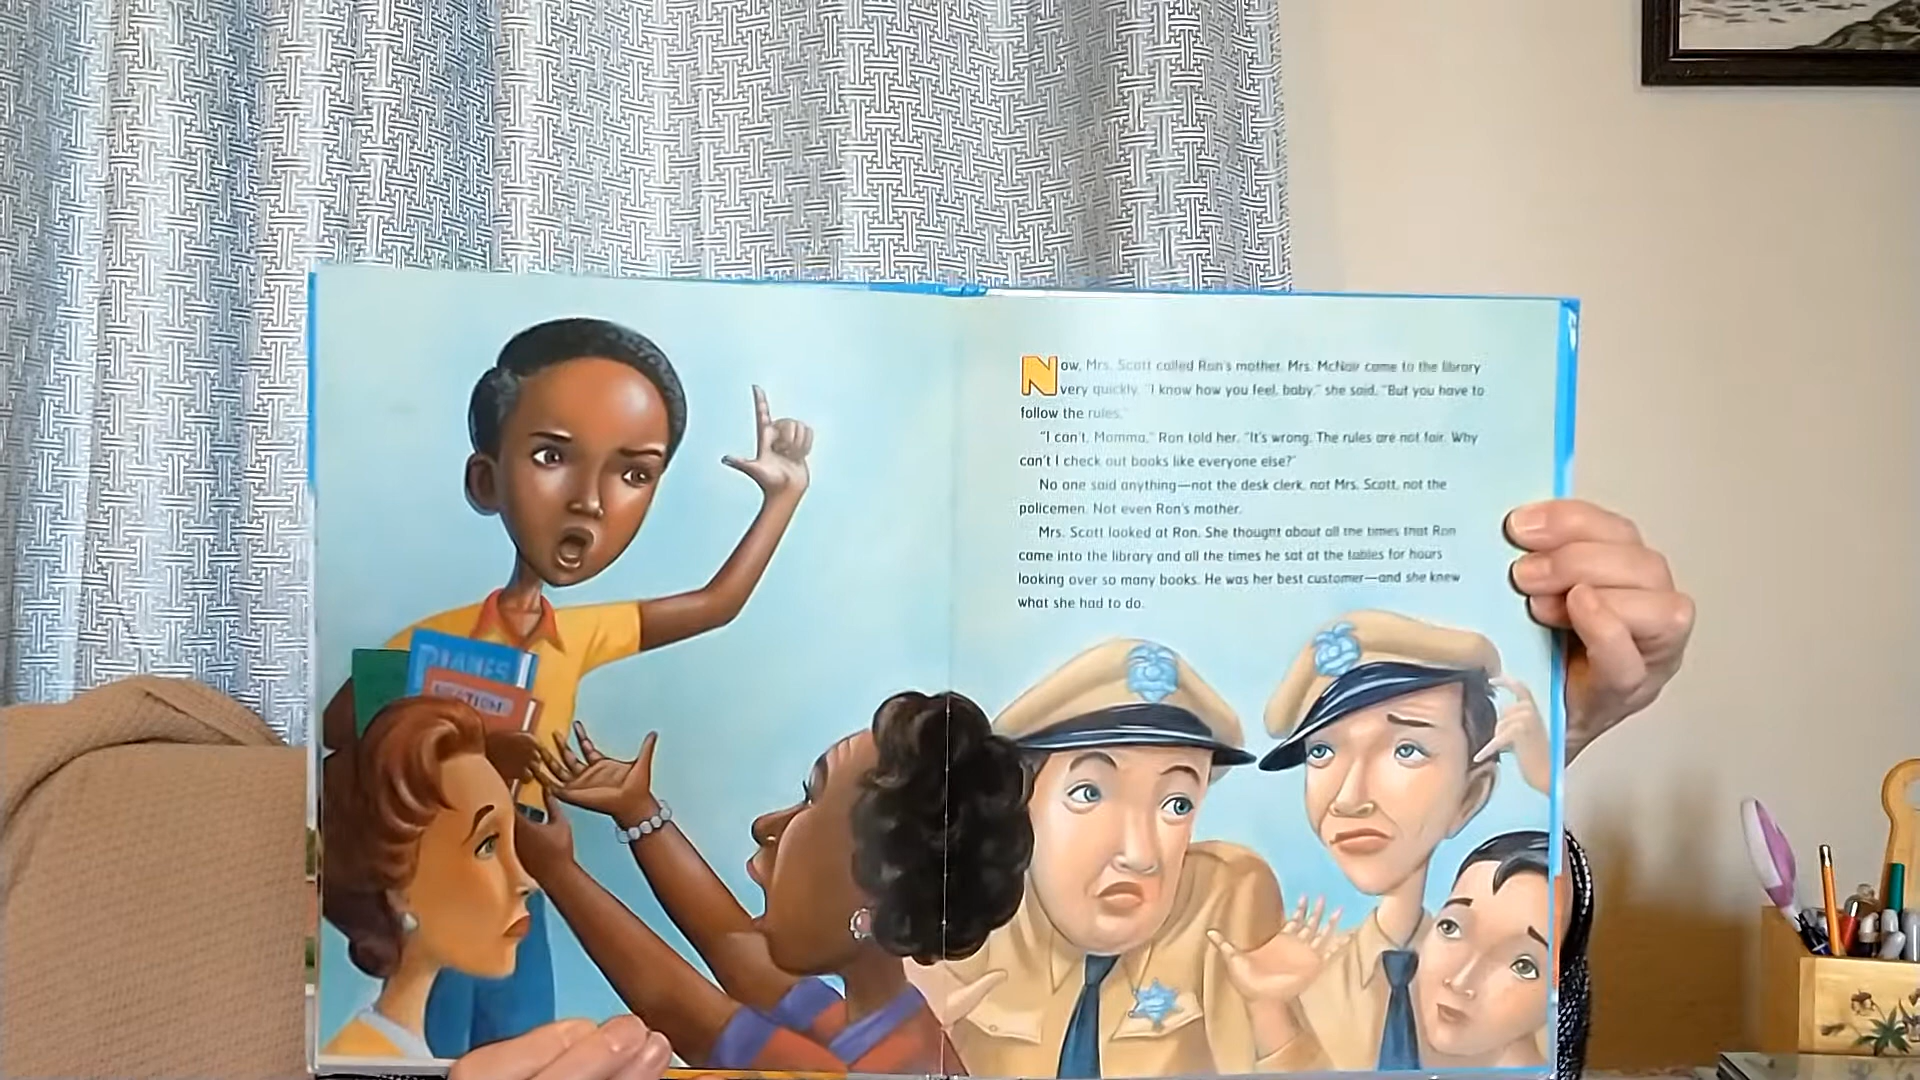 PLANES
Now, Mrs. Scott called Ron's mother. Mrs. McNair came to the library
very quickly. "I know how you feel, baby," she said. "But you have to
follow the rules."
"I can't, Mamma," Ron told her. "It's wrong. The rules are not fair. Why
can't I check out books like everyone else?"
No one said anything—not the desk clerk, not Mrs. Scott, not the
policemen. Not even Ron's mother.
Mrs. Scott looked at Ron. She thought about all the times that Ron
came into the library and all the times he sat at the tables for hours
looking over so many books. He was her best customer—and she knew
what she had to do.